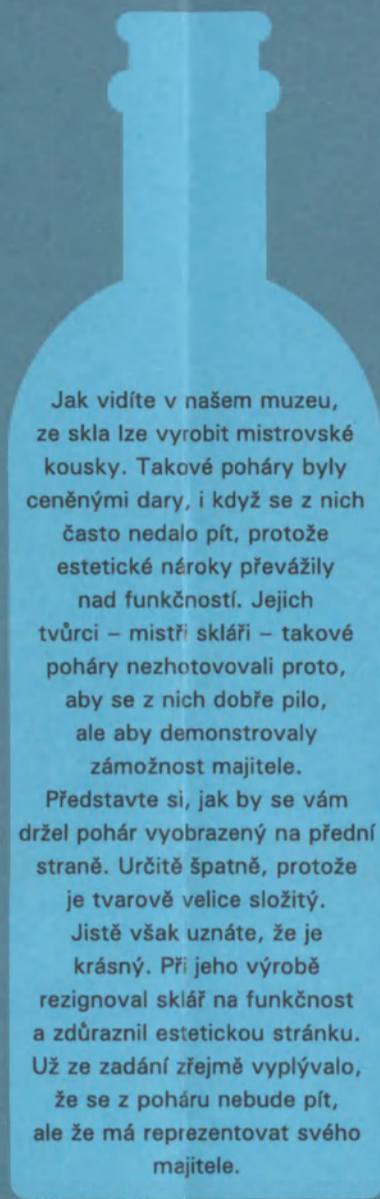 Jak vidíte v našem muzeu,
ze skla lze vyrobit mistrovské
kousky. Takové poháry byly
ceněnými dary, i když se z nich
často nedalo pít, protože
estetické nároky převážily
nad funkčností. Jejich
tvůrci – mistři skláři – takové
poháry nezhotovovali proto,
aby se z nich dobře pilo,
ale aby demonstrovaly
zámožnost majitele.
Představte si, jak by se vám
držel pohár vyobrazený na přední
straně. Určitě špatně, protože
je tvarově velice složitý.
Jistě však uznáte, že je
krásný. Při jeho výrobě
rezignoval sklář na funkčnost
a zdůraznil estetickou stránku.
Už ze zadání zřejmě vyplývalo,
že se z poháru nebude pít,
ale že má reprezentovat svého
majitele.